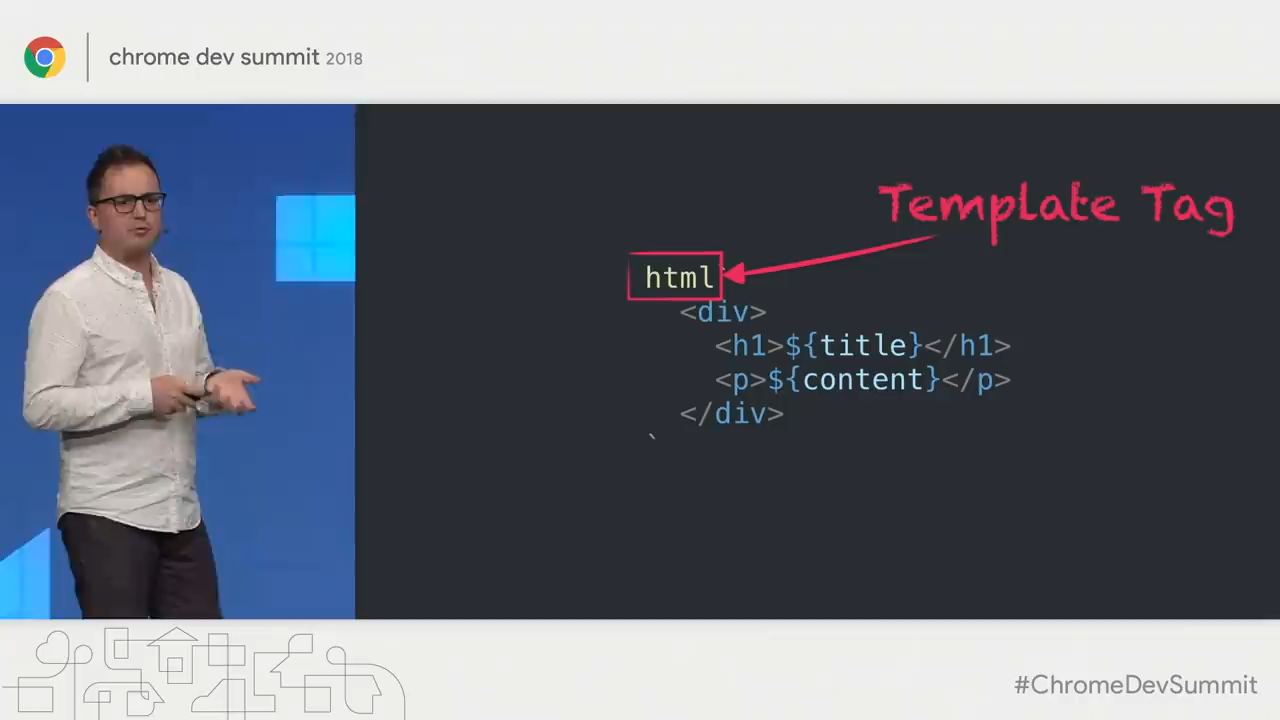 chrome dev summit 2018
Template Tag
html
<div>
<h1>${title}</h1>
<p>${content}</p>
</div>
`
#ChromeDevSummit